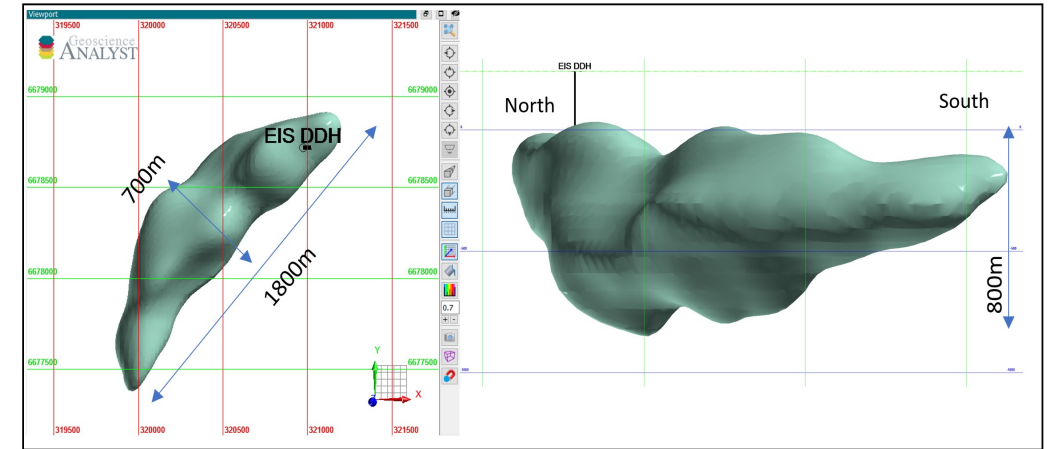 Viewport
319500 320000 320500 321000 321500
Geoscience
ANALYST
6679000 6679000
EIS DDH
6678500 6678500
700m
6678000 6678000
1800m
0.7
6677500 6677500
Y
X
Z
319500 320000 320500 321000 321500
EIS DDH
North
South
800m